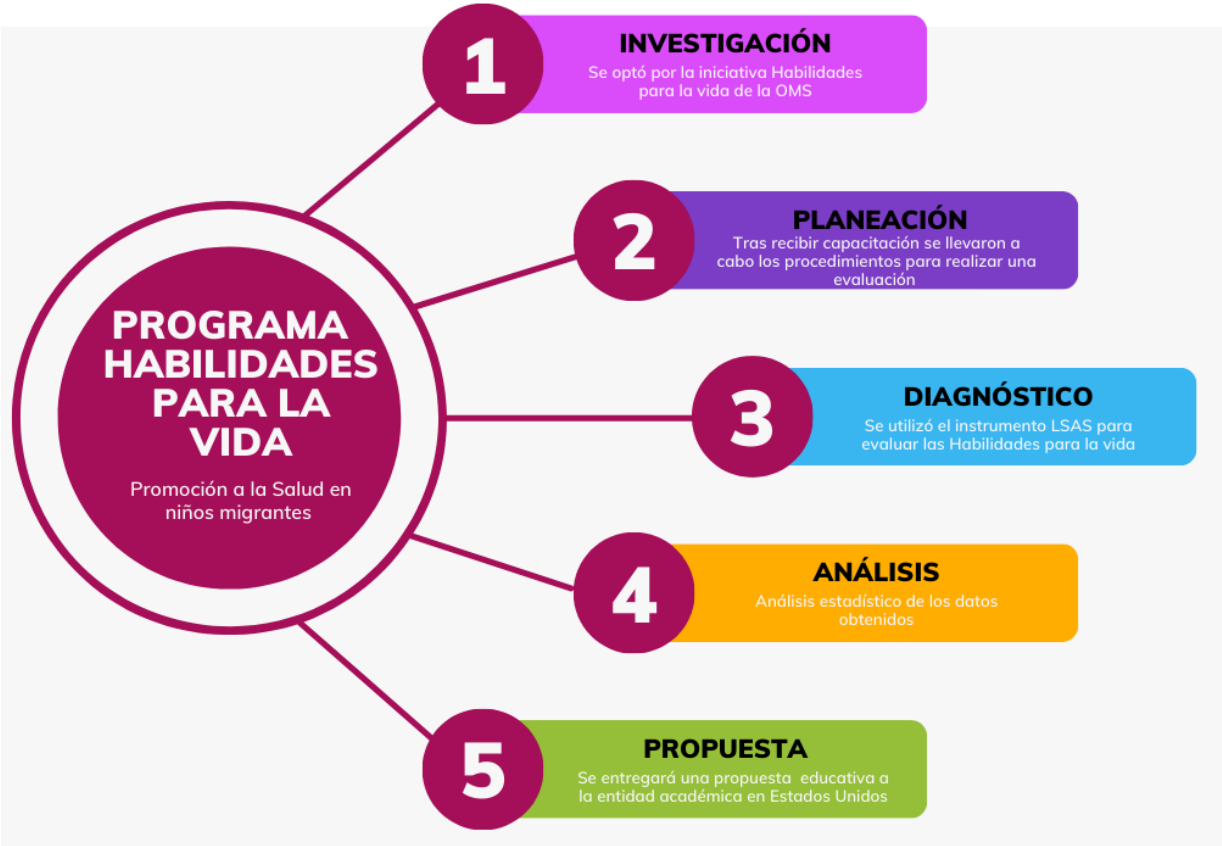 PROGRAMA
HABILIDADES
PARA LA
VIDA
Promoción a la Salud en
niños migrantes
1
INVESTIGACIÓN
Se optó por la iniciativa Habilidades
para la vida de la OMS
2
PLANEACIÓN
Tras recibir capacitación se llevaron a
cabo los procedimientos para realizar una
evaluación
3
DIAGNÓSTICO
Se utilizó el instrumento LSAS para
evaluar las Habilidades para la vida
4
ANÁLISIS
Análisis estadístico de los datos
obtenidos
5
PROPUESTA
Se entregará una propuesta educativa a
la entidad académica en Estados Unidos